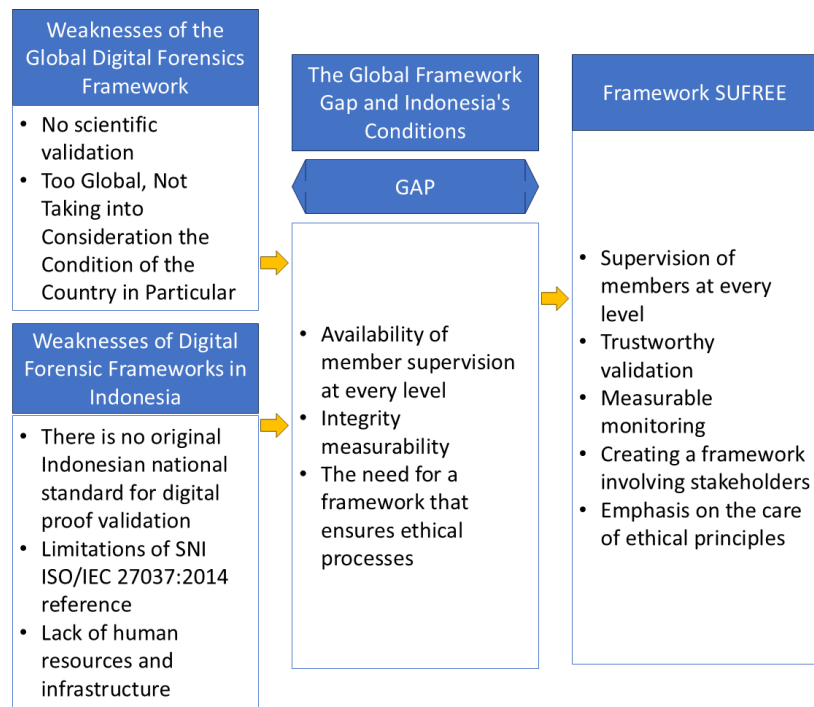 Weaknesses of the
Global Digital Forensics
Framework
• No scientific
validation
• Too Global, Not
Taking into
Consideration the
Condition of the
Country in Particular
Weaknesses of Digital
Forensic Frameworks in
Indonesia
• There is no original
Indonesian national
standard for digital
proof validation
• Limitations of SNI
ISO/IEC 27037:2014
reference
• Lack of human
resources and
infrastructure
The Global Framework
Gap and Indonesia's
Conditions
GAP
• Availability of
member supervision
at every level
• Integrity
measurability
• The need for a
framework that
ensures ethical
processes
Framework SUFREE
• Supervision of
members at every
level
• Trustworthy
validation
• Measurable
monitoring
• Creating a framework
involving stakeholders
• Emphasis on the care
of ethical principles